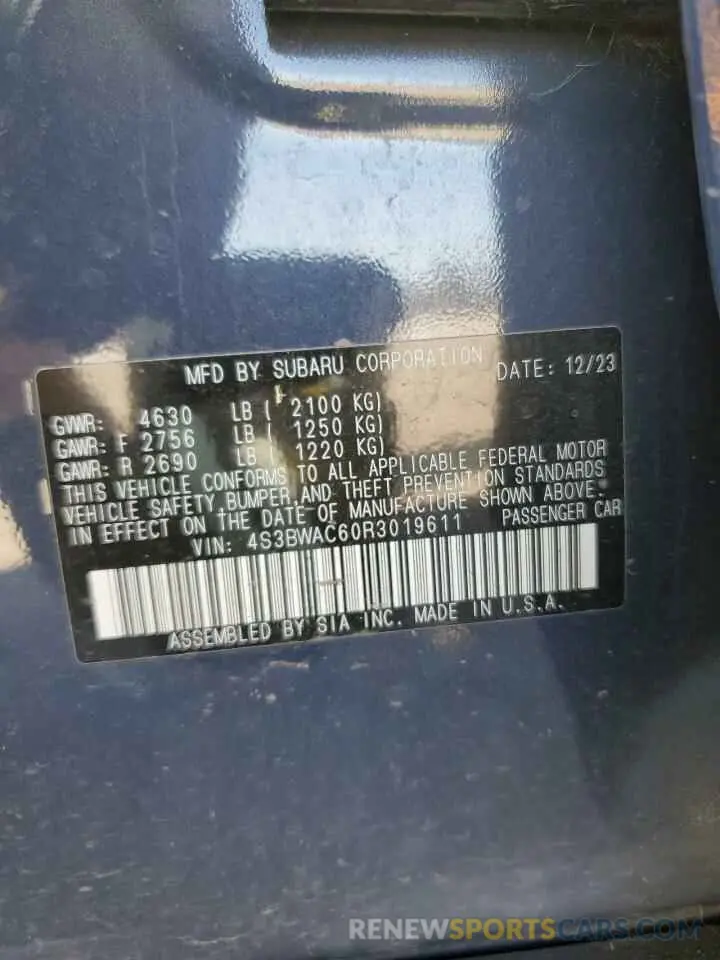 MFD BY SUBARU CORPORATION DATE: 12/23
GVWR: 4630 LB ( 2100 KG)
GAWR: F 2756 LB ( 1250 KG)
GAWR: R 2690 LB ( 1220 KG)
THIS VEHICLE CONFORMS TO ALL APPLICABLE FEDERAL MOTOR
VEHICLE SAFETY, BUMPER, AND THEFT PREVENTION STANDARDS
IN EFFECT ON THE DATE OF MANUFACTURE SHOWN ABOVE.
VIN: 4S3BWAC60R3019611 PASSENGER CAR
ASSEMBLED BY SIA INC. MADE IN U.S.A.
RENEWSPORTSCARS.COM